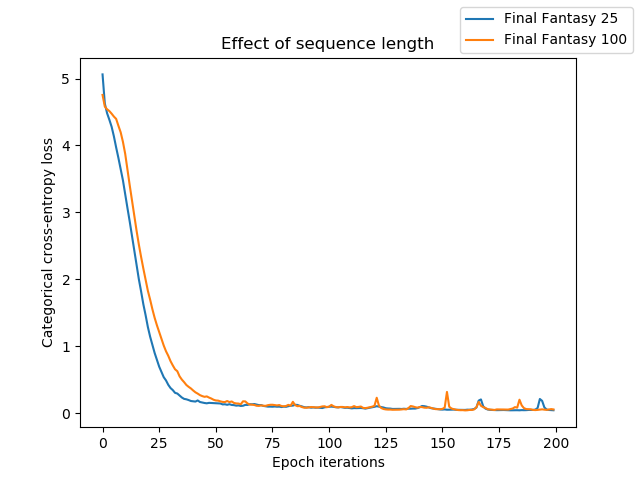 Final Fantasy 25
Final Fantasy 100
Effect of sequence length
Categorical cross-entropy loss
5
4
3
2
1
0
0 25 50 75 100 125 150 175 200
Epoch iterations